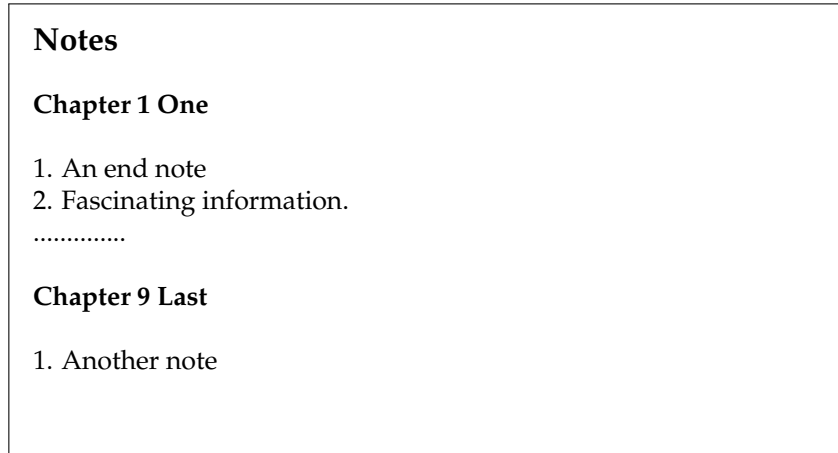 Notes
Chapter 1 One
1. An end note
2. Fascinating information.
..............
Chapter 9 Last
1. Another note